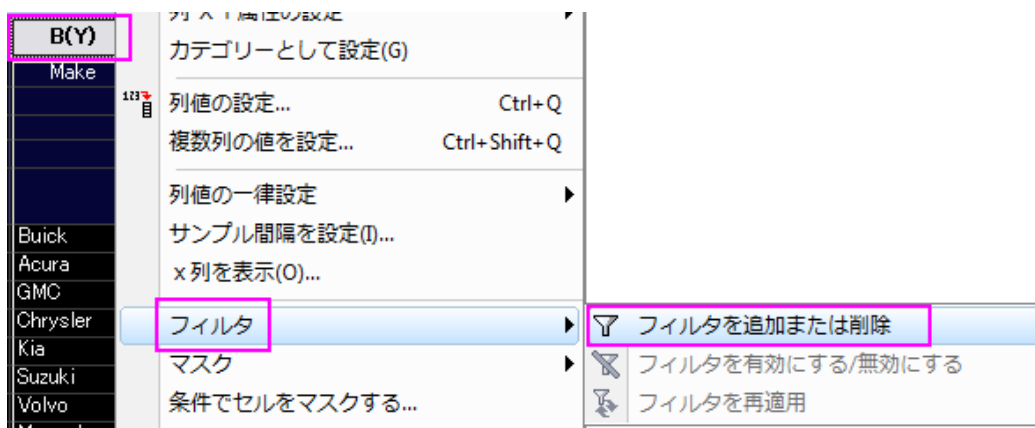 B(Y)
Make
Buick
Acura
GMC
Chrysler
Kia
Suzuki
Volvo
カテゴリーとして設定(G)
列値の設定... Ctrl+Q
複数列の値を設定... Ctrl+Shift+Q
列値の一律設定
サンプル間隔を設定(I)...
x 列を表示(O)...
フィルタ
マスク
条件でセルをマスクする...
フィルタを追加または削除
フィルタを有効にする/無効にする
フィルタを再適用